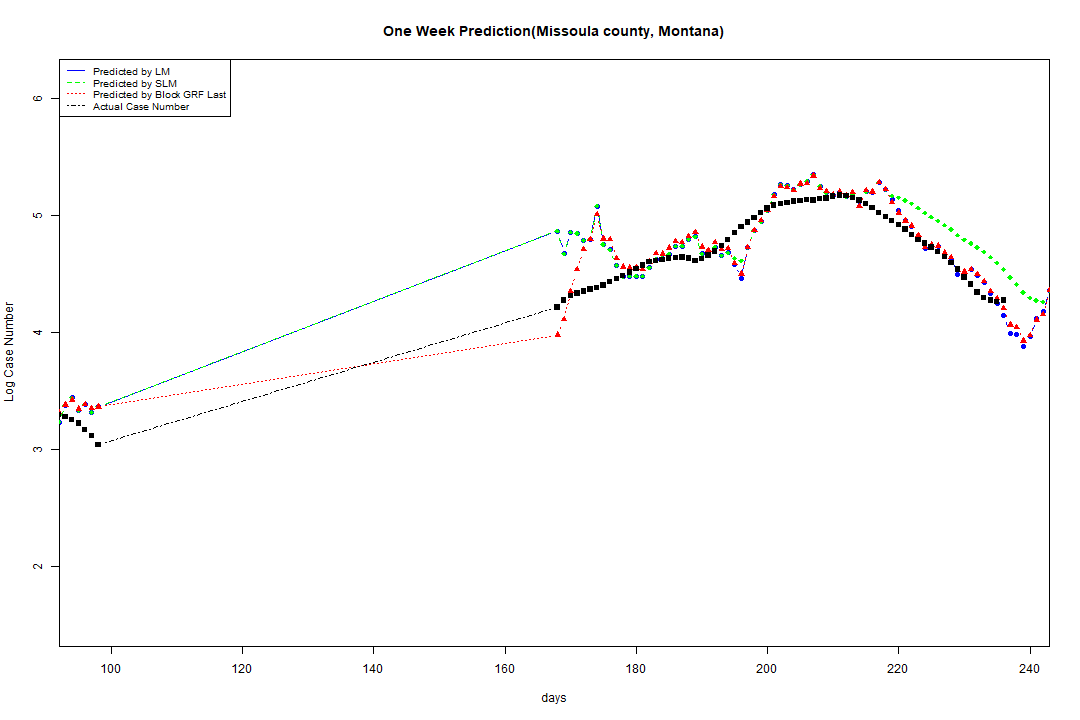 One Week Prediction(Missoula county, Montana)
Predicted by LM
Predicted by SLM
Predicted by Block GRF Last
Actual Case Number
6
5
4
3
2
Log Case Number
100 120 140 160 180 200 220 240
days